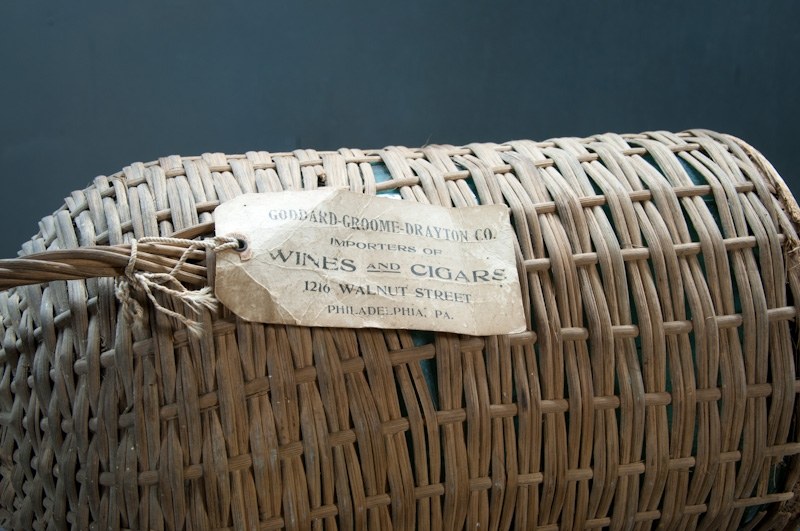 GODDARD-GROOME-DRAYTON CO.
IMPORTERS OF
WINES AND CIGARS
1216 WALNUT STREET
PHILADELPHIA, PA.